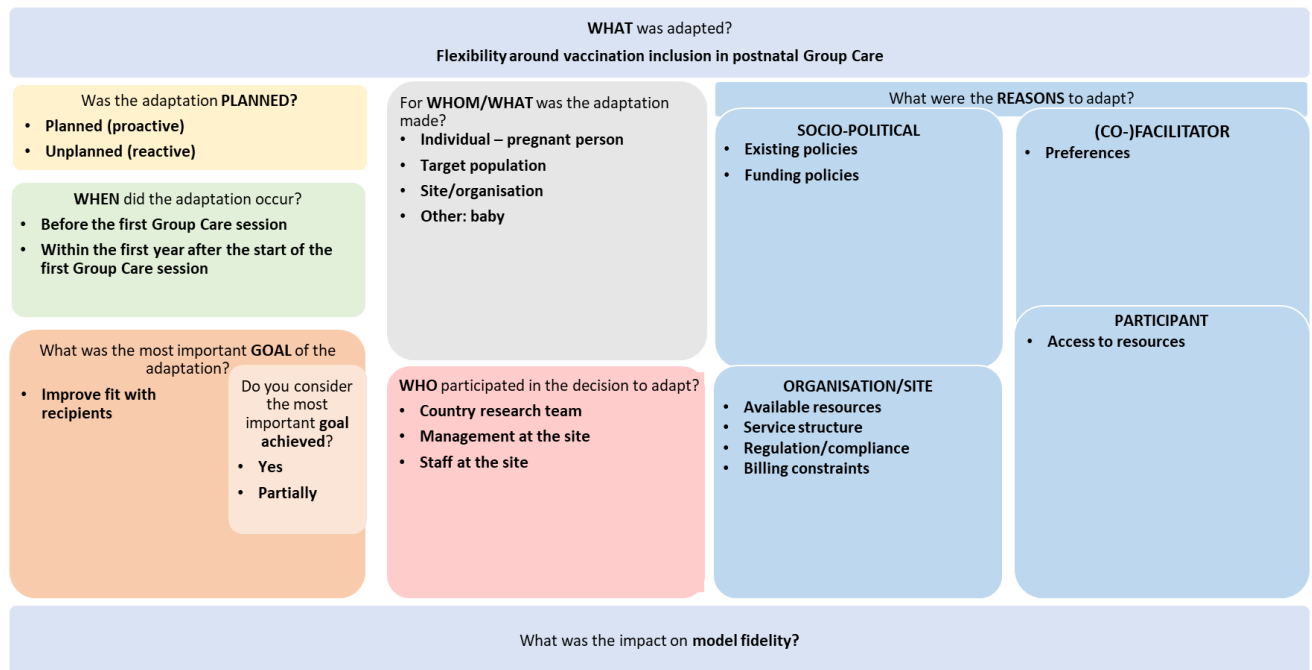 WHAT was adapted?
Flexibility around vaccination inclusion in postnatal Group Care
Was the adaptation PLANNED?
• Planned (proactive)
• Unplanned (reactive)
WHEN did the adaptation occur?
• Before the first Group Care session
• Within the first year after the start of the
first Group Care session
What was the most important GOAL of the
adaptation?
• Improve fit with
recipients
Do you consider
the most
important goal
achieved?
• Yes
• Partially
For WHOM/WHAT was the adaptation
made?
• Individual – pregnant person
• Target population
• Site/organisation
• Other: baby
WHO participated in the decision to adapt?
• Country research team
• Management at the site
• Staff at the site
What were the REASONS to adapt?
SOCIO-POLITICAL
• Existing policies
• Funding policies
(CO-)FACILITATOR
• Preferences
ORGANISATION/SITE
• Available resources
• Service structure
• Regulation/compliance
• Billing constraints
PARTICIPANT
• Access to resources
What was the impact on model fidelity?